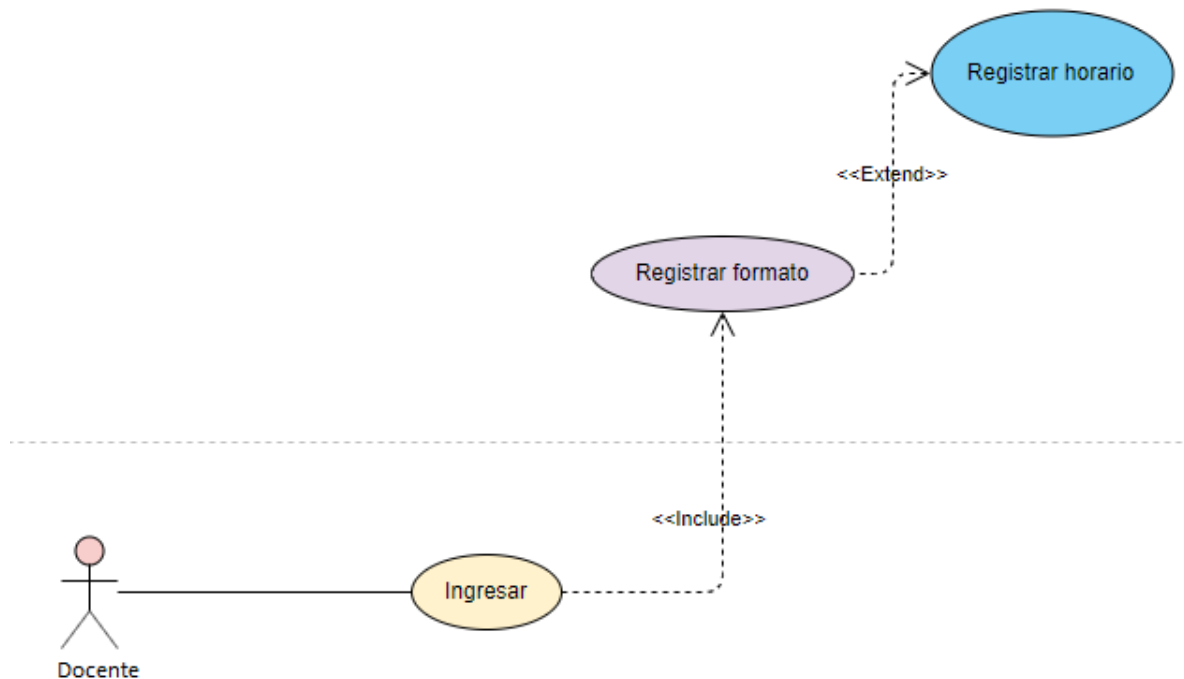 Registrar horario
<<Extend>>
Registrar formato
<<Include>>
Ingresar
Docente